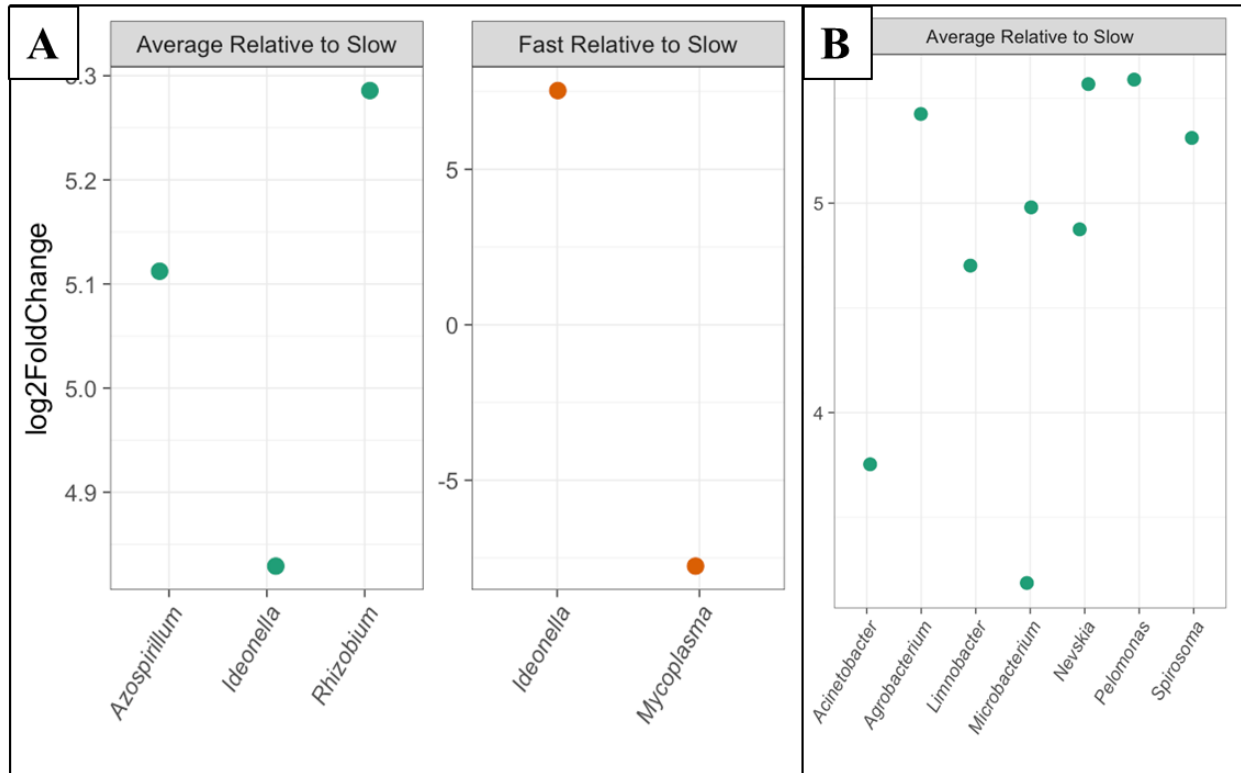 A
Average Relative to Slow
Fast Relative to Slow
log2FoldChange
5.3
5.2
5.1
5.0
4.9
Azospirillum
Ideonella
Rhizobium
5
0
-5
Ideonella
Mycoplasma
B
Average Relative to Slow
5
4
Acinetobacter
Agrobacterium
Limnobacter
Microbacterium
Nevskia
Pelomonas
Spirosoma